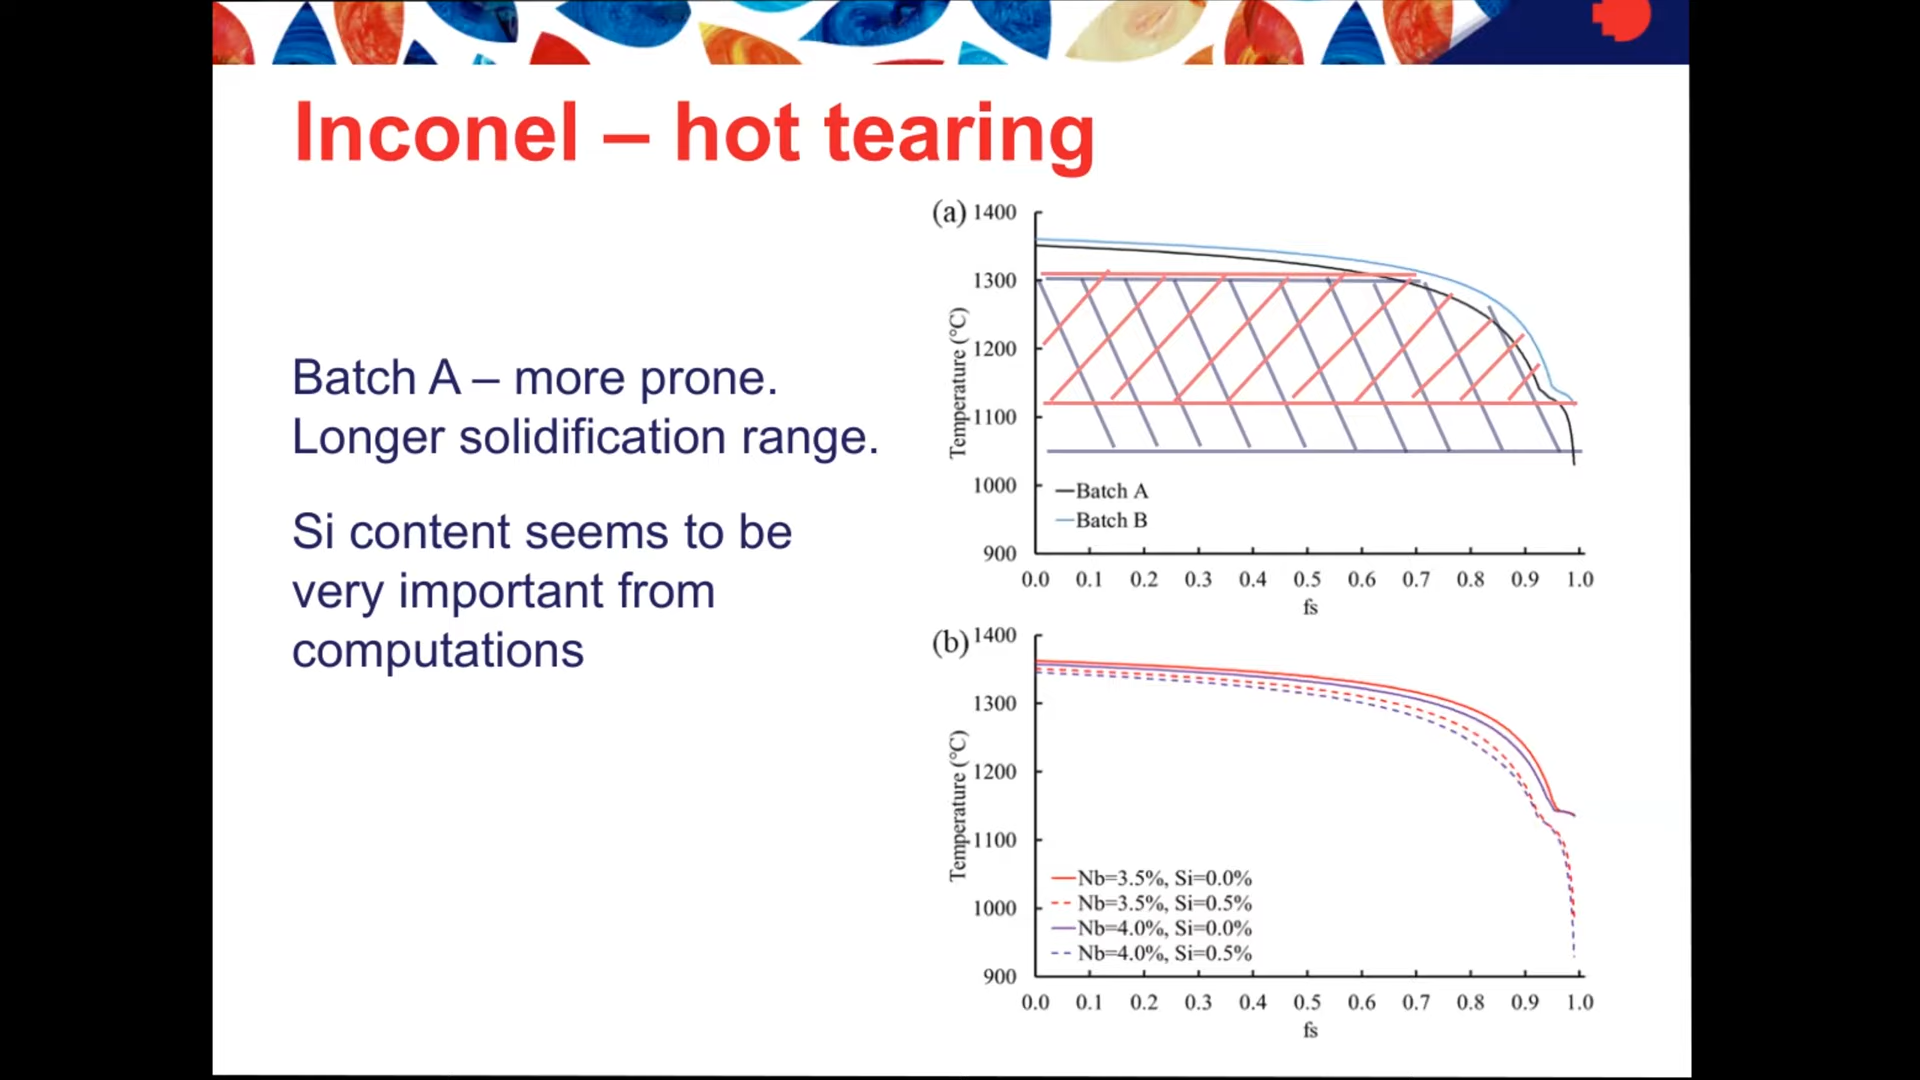 Inconel – hot tearing
Batch A – more prone.
Longer solidification range.
Si content seems to be
very important from
computations
(a)
1400
1300
1200
1100
1000
900
Temperature (°C)
Batch A
Batch B
0.0 0.1 0.2 0.3 0.4 0.5 0.6 0.7 0.8 0.9 1.0
fs
(b)
1400
1300
1200
1100
1000
900
Temperature (°C)
Nb=3.5%, Si=0.0%
Nb=3.5%, Si=0.5%
Nb=4.0%, Si=0.0%
Nb=4.0%, Si=0.5%
0.0 0.1 0.2 0.3 0.4 0.5 0.6 0.7 0.8 0.9 1.0
fs